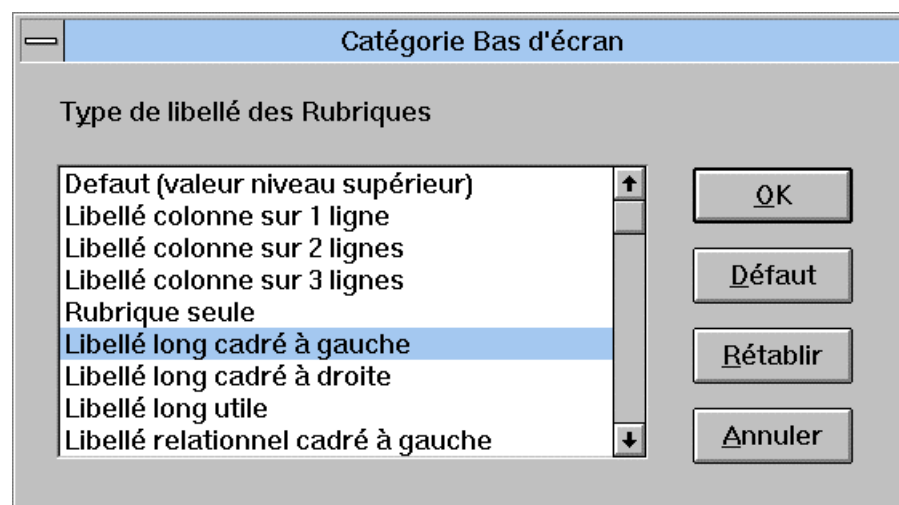 Catégorie Bas d'écran
Type de libellé des Rubriques
Defaut (valeur niveau supérieur)
Libellé colonne sur 1 ligne
Libellé colonne sur 2 lignes
Libellé colonne sur 3 lignes
Rubrique seule
Libellé long cadré à gauche
Libellé long cadré à droite
Libellé long utile
Libellé relationnel cadré à gauche
OK
Défaut
Rétablir
Annuler